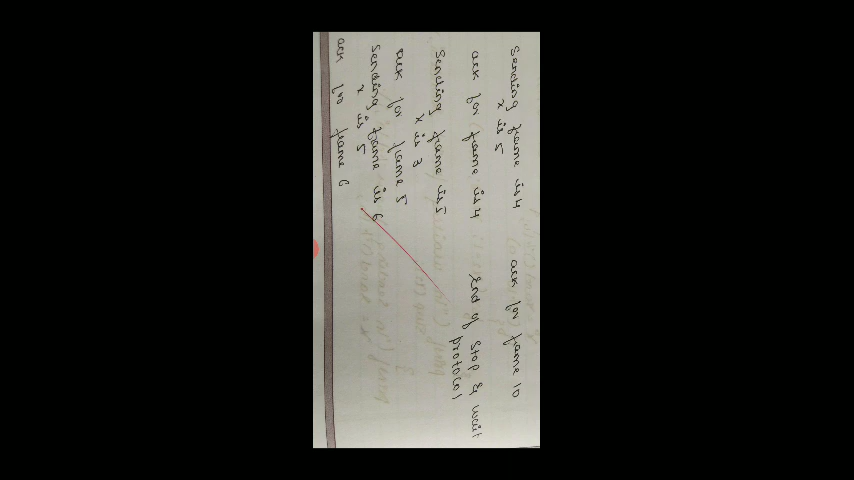 Sending frame is 4
x is 5
ack for frame is 4
Sending frame is 5
x is 3
ack for frame 5
Sending frame is 6
x is 5
ack for frame 6
ack for frame 10
End of stop & wait
protocol